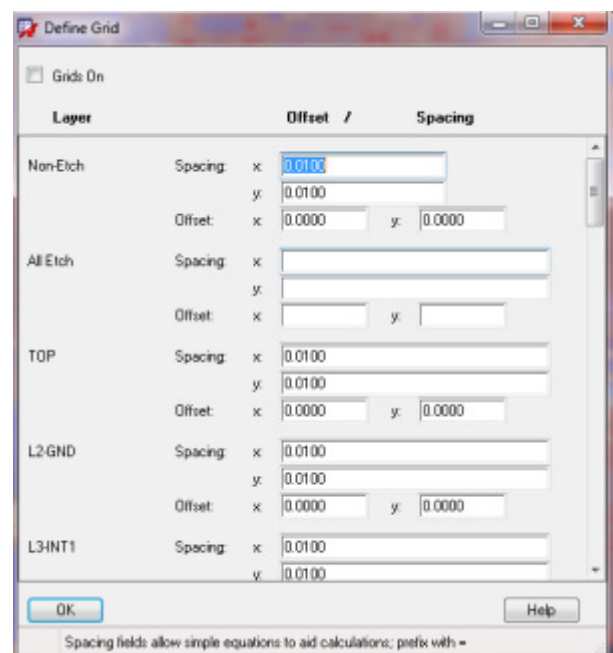 Define Grid
Grids On
Layer Offset / Spacing
Non-Etch Spacing: x: 0.0100
y: 0.0100
Offset: x: 0.0000 y: 0.0000
All Etch Spacing: x:
y:
Offset: x: y:
TOP Spacing: x: 0.0100
y: 0.0100
Offset: x: 0.0000 y: 0.0000
L2-GND Spacing: x: 0.0100
y: 0.0100
Offset: x: 0.0000 y: 0.0000
L3-INT1 Spacing: x: 0.0100
y: 0.0100
OK Help
Spacing fields allow simple equations to aid calculations; prefix with =